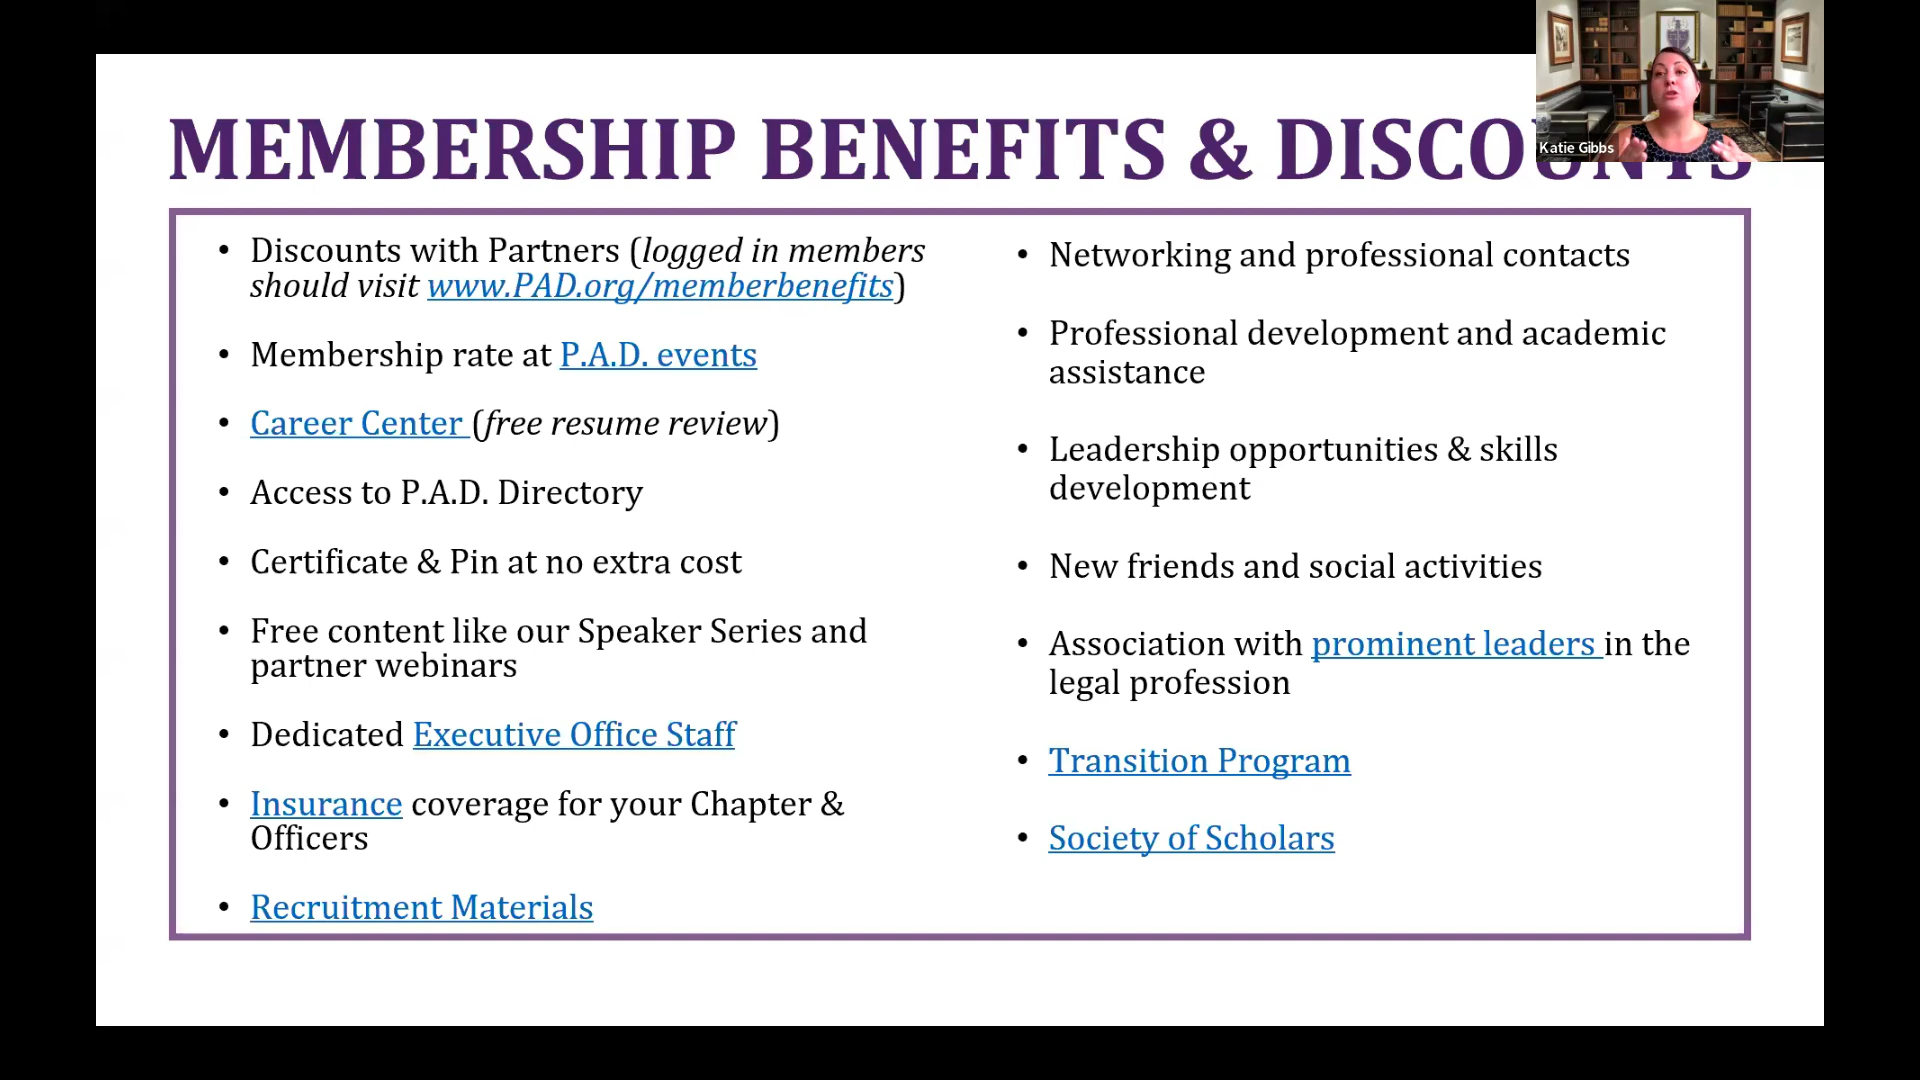 MEMBERSHIP BENEFITS & DISCOUNTS
Katie Gibbs
• Discounts with Partners (logged in members
should visit www.PAD.org/memberbenefits)
• Membership rate at P.A.D. events
• Career Center (free resume review)
• Access to P.A.D. Directory
• Certificate & Pin at no extra cost
• Free content like our Speaker Series and
partner webinars
• Dedicated Executive Office Staff
• Insurance coverage for your Chapter &
Officers
• Recruitment Materials
• Networking and professional contacts
• Professional development and academic
assistance
• Leadership opportunities & skills
development
• New friends and social activities
• Association with prominent leaders in the
legal profession
• Transition Program
• Society of Scholars